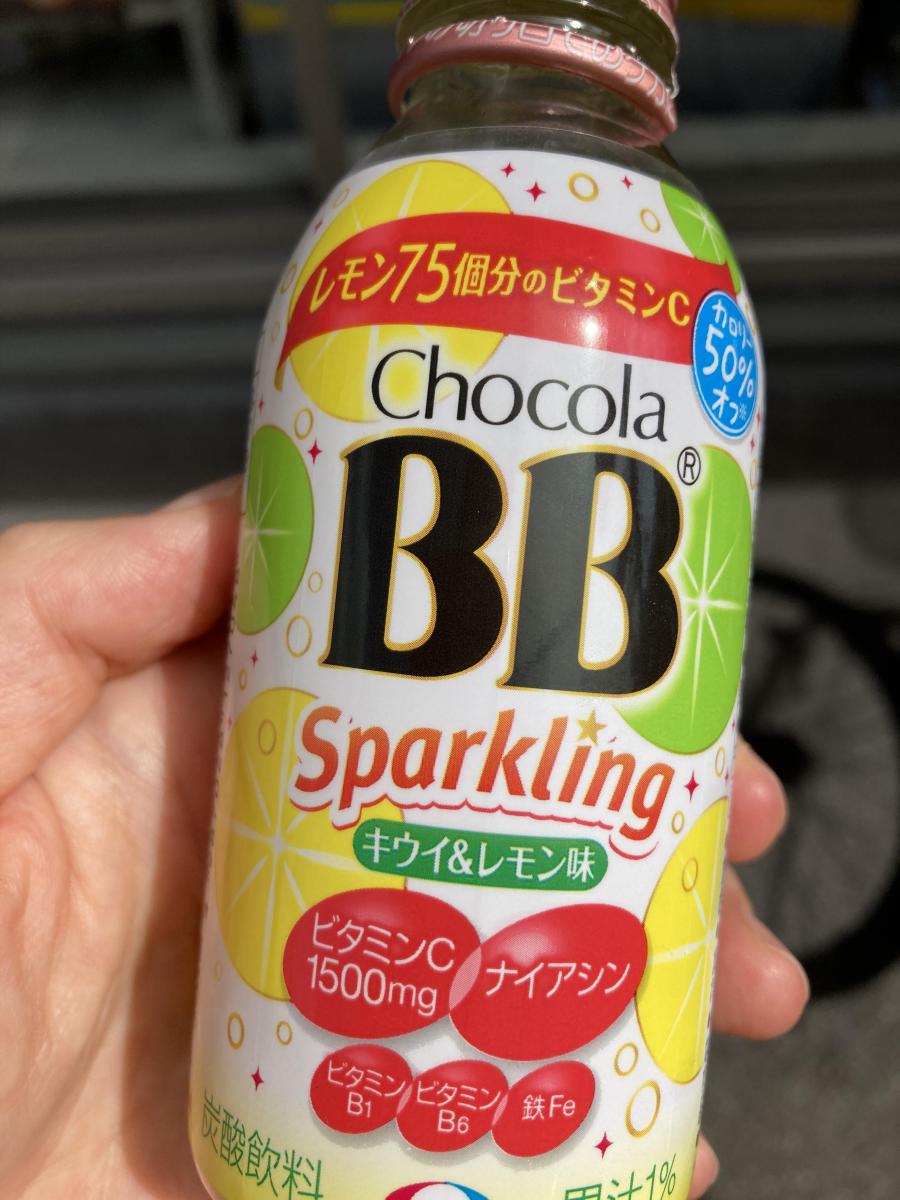 レモン75個分のビタミンC
カロリー
50%
オフ※
Chocola
BB®
Sparkling
キウイ&レモン味
ビタミンC
1500mg
ナイアシン
ビタミン
B1
ビタミン
B6
鉄Fe
炭酸飲料
果汁1%